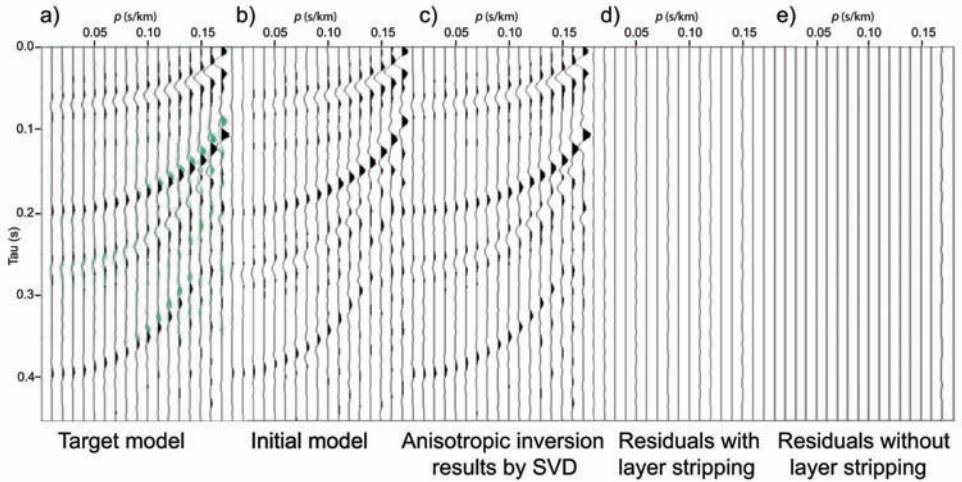 a) p (s/km) b) p (s/km) c) p (s/km) d) p (s/km) e) p (s/km)
0.05 0.10 0.15 0.05 0.10 0.15 0.05 0.10 0.15 0.05 0.10 0.15 0.05 0.10 0.15
0.0
0.1
0.2
Tau (s)
0.3
0.4
Target model
Initial model
Anisotropic inversion
results by SVD
Residuals with
layer stripping
Residuals without
layer stripping